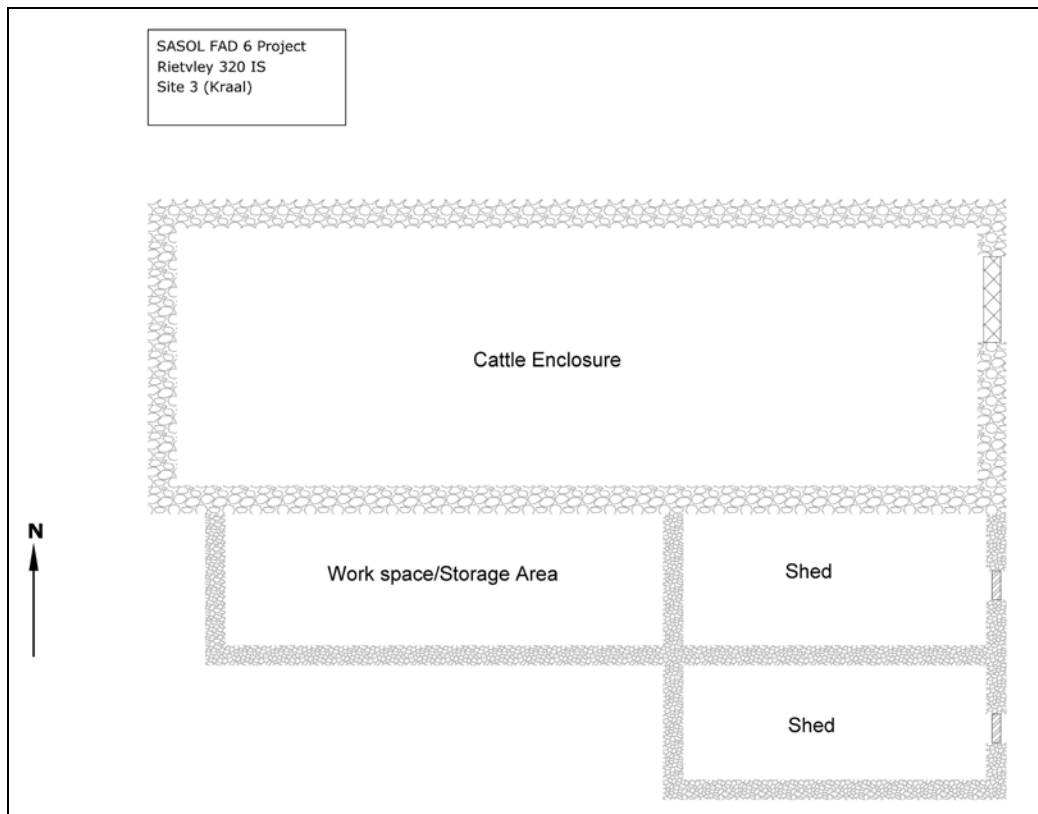 SASOL FAD 6 Project
Rietvley 320 IS
Site 3 (Kraal)
Cattle Enclosure
N
Work space/Storage Area
Shed
Shed